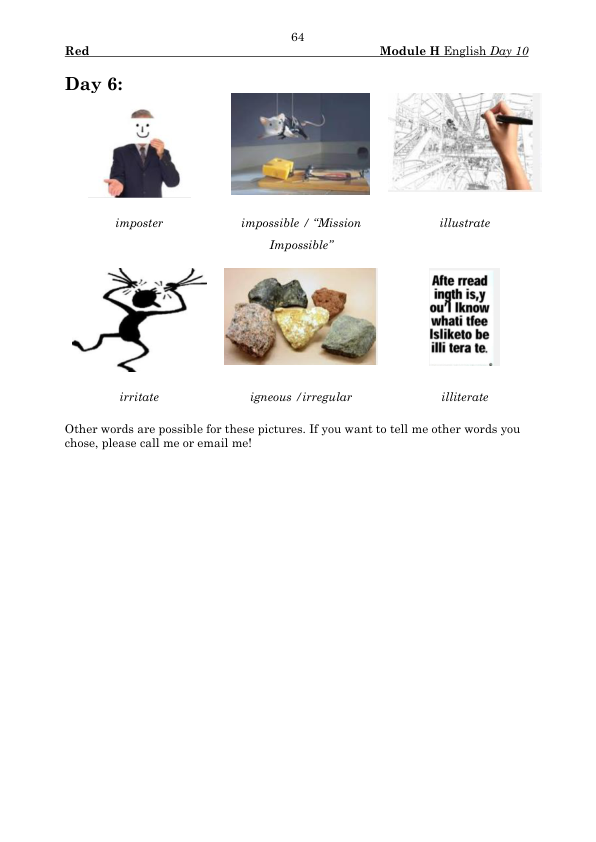 64
Red Module H English Day 10
Day 6:
Afte rread
ingth is,y
ou'l lknow
whati tfee
lsliketo be
illi tera te.
imposter
impossible / “Mission
Impossible”
illustrate
irritate
igneous /irregular
illiterate
Other words are possible for these pictures. If you want to tell me other words you
chose, please call me or email me!